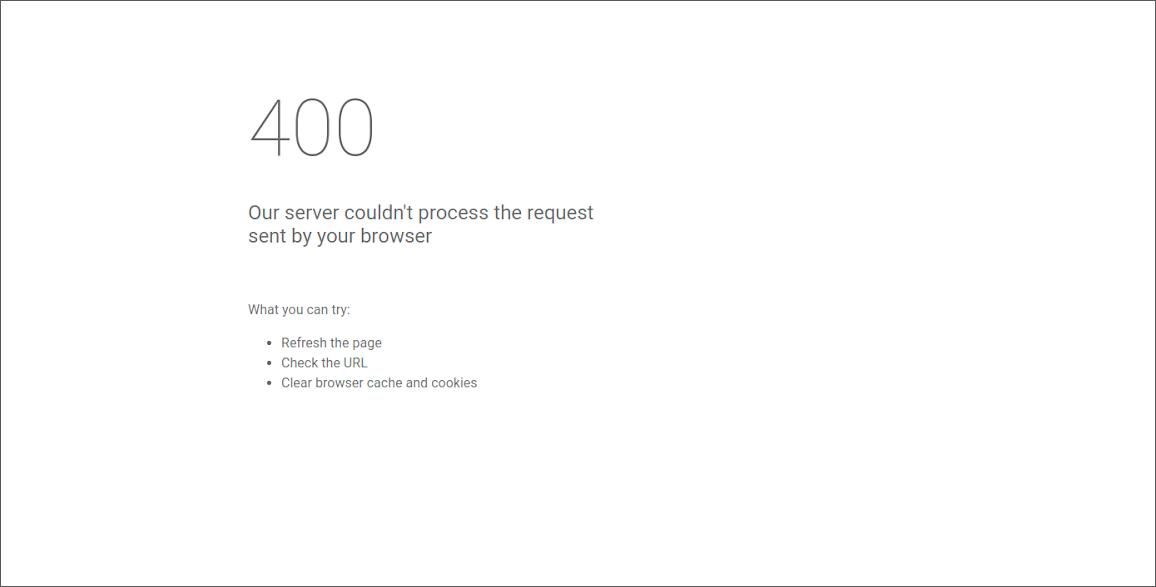 400
Our server couldn't process the request
sent by your browser
What you can try:
Refresh the page
Check the URL
Clear browser cache and cookies